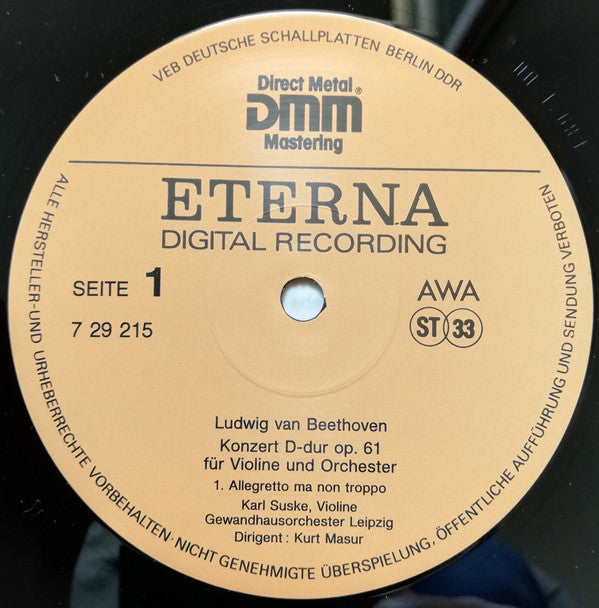 VEB DEUTSCHE SCHALLPLATTEN BERLIN DDR
Direct Metal
DMM®
Mastering
ETERNA
DIGITAL RECORDING
SEITE 1
AWA
7 29 215
ST 33
Ludwig van Beethoven
Konzert D-dur op. 61
für Violine und Orchester
1. Allegretto ma non troppo
Karl Suske, Violine
Gewandhausorchester Leipzig
Dirigent: Kurt Masur
ALLE HERSTELLER-UND URHEBERRECHTE VORBEHALTEN·NICHT GENEHMIGTE ÜBERSPIELUNG, ÖFFENTLICHE AUFFÜHRUNG UND SENDUNG VERBOTEN